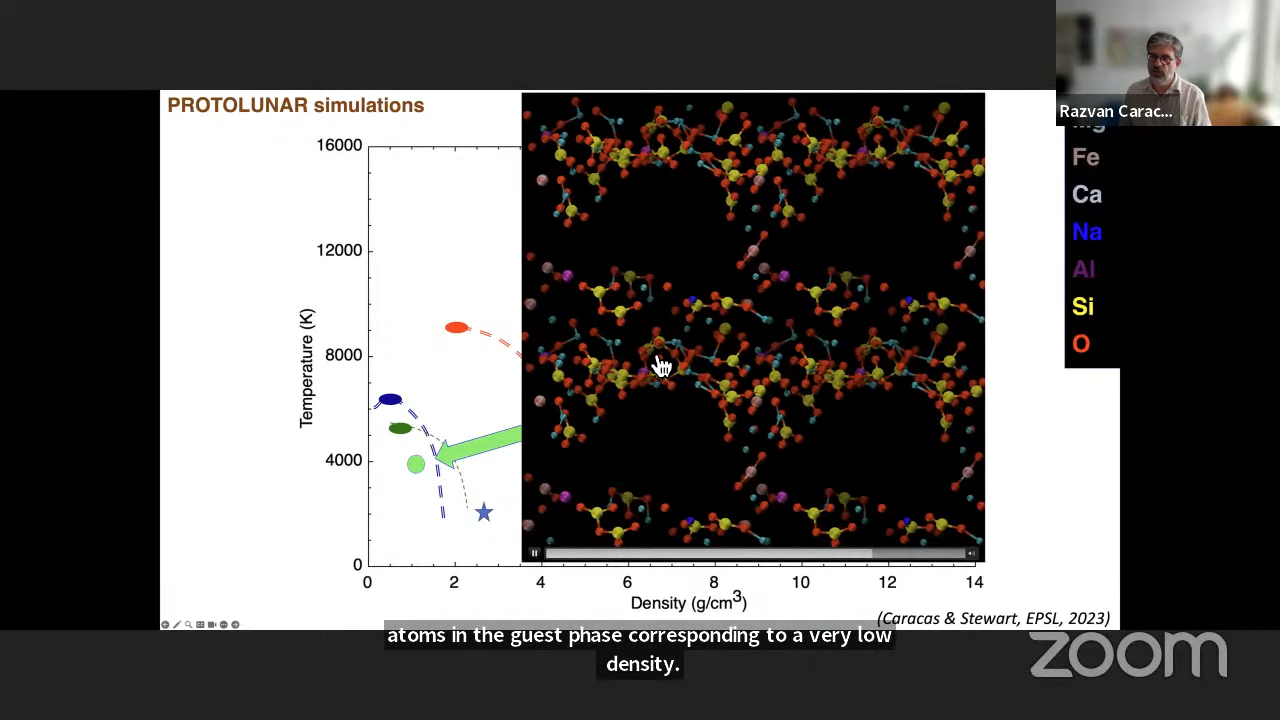 PROTOLUNAR simulations
Razvan Carac...
Fe
Ca
Na
Al
Si
O
16000
12000
8000
4000
0
Temperature (K)
0
2
4
6
8
10
12
14
Density (g/cm3)
(Caracas & Stewart, EPSL, 2023)
atoms in the guest phase corresponding to a very low
density.
zoom